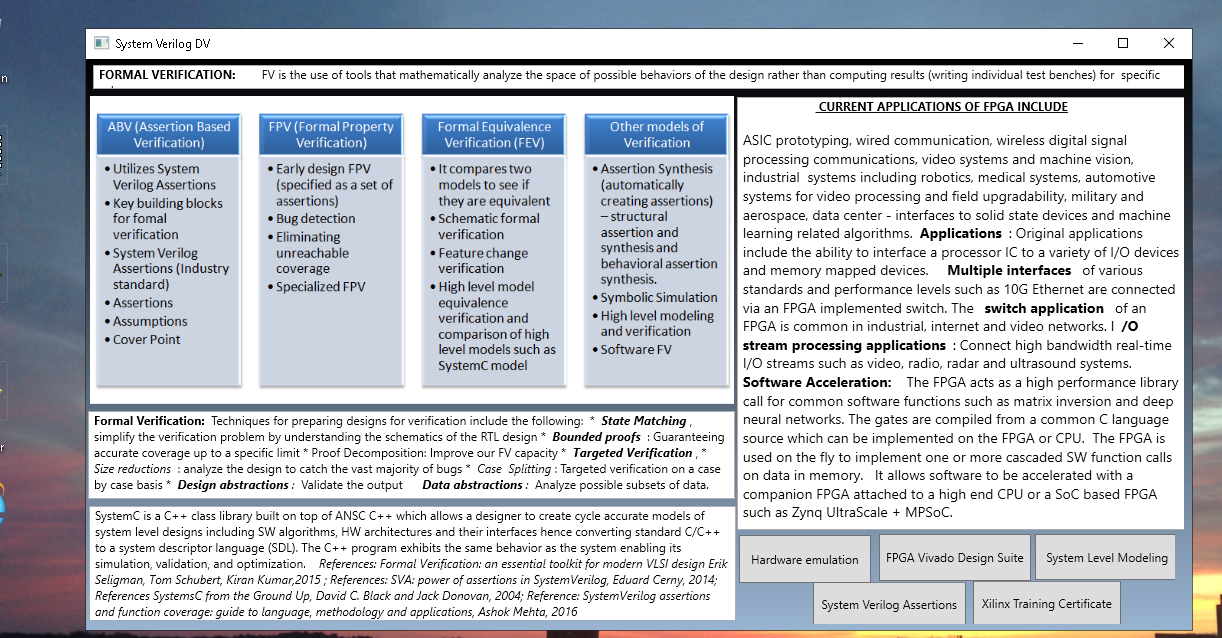 n
r
System Verilog DV
FORMAL VERIFICATION: FV is the use of tools that mathematically analyze the space of possible behaviors of the design rather than computing results (writing individual test benches) for specific
ABV (Assertion Based
Verification)
• Utilizes System
Verilog Assertions
• Key building blocks
for fomal
verification
• System Verilog
Assertions (Industry
standard)
• Assertions
• Assumptions
• Cover Point
FPV (Formal Property
Verification)
• Early design FPV
(specified as a set of
assertions)
• Bug detection
• Eliminating
unreachable
coverage
• Specialized FPV
Formal Equivalence
Verification (FEV)
• It compares two
models to see if
they are equivalent
• Schematic formal
verification
• Feature change
verification
• High level model
equivalence
verification and
comparison of high
level models such as
SystemC model
Other models of
Verification
• Assertion Synthesis
(automatically
creating assertions)
– structural
assertion and
synthesis and
behavioral assertion
synthesis.
• Symbolic Simulation
• High level modeling
and verification
• Software FV
Formal Verification: Techniques for preparing designs for verification include the following: * State Matching ,
simplify the verification problem by understanding the schematics of the RTL design * Bounded proofs : Guaranteeing
accurate coverage up to a specific limit * Proof Decomposition: Improve our FV capacity * Targeted Verification , *
Size reductions : analyze the design to catch the vast majority of bugs * Case Splitting : Targeted verification on a case
by case basis * Design abstractions : Validate the output Data abstractions : Analyze possible subsets of data.
SystemC is a C++ class library built on top of ANSC C++ which allows a designer to create cycle accurate models of
system level designs including SW algorithms, HW architectures and their interfaces hence converting standard C/C++
to a system descriptor language (SDL). The C++ program exhibits the same behavior as the system enabling its
simulation, validation, and optimization. References: Formal Verification: an essential toolkit for modern VLSI design Erik
Seligman, Tom Schubert, Kiran Kumar,2015 ; References: SVA: power of assertions in SystemVerilog, Eduard Cerny, 2014;
References SystemsC from the Ground Up, David C. Black and Jack Donovan, 2004; Reference: SystemVerilog assertions
and function coverage: guide to language, methodology and applications, Ashok Mehta, 2016
CURRENT APPLICATIONS OF FPGA INCLUDE
ASIC prototyping, wired communication, wireless digital signal
processing communications, video systems and machine vision,
industrial systems including robotics, medical systems, automotive
systems for video processing and field upgradability, military and
aerospace, data center - interfaces to solid state devices and machine
learning related algorithms. Applications : Original applications
include the ability to interface a processor IC to a variety of I/O devices
and memory mapped devices. Multiple interfaces of various
standards and performance levels such as 10G Ethernet are connected
via an FPGA implemented switch. The switch application of an
FPGA is common in industrial, internet and video networks. I /O
stream processing applications : Connect high bandwidth real-time
I/O streams such as video, radio, radar and ultrasound systems.
Software Acceleration: The FPGA acts as a high performance library
call for common software functions such as matrix inversion and deep
neural networks. The gates are compiled from a common C language
source which can be implemented on the FPGA or CPU. The FPGA is
used on the fly to implement one or more cascaded SW function calls
on data in memory. It allows software to be accelerated with a
companion FPGA attached to a high end CPU or a SoC based FPGA
such as Zynq UltraScale + MPSoC.
Hardware emulation
FPGA Vivado Design Suite
System Level Modeling
System Verilog Assertions
Xilinx Training Certificate